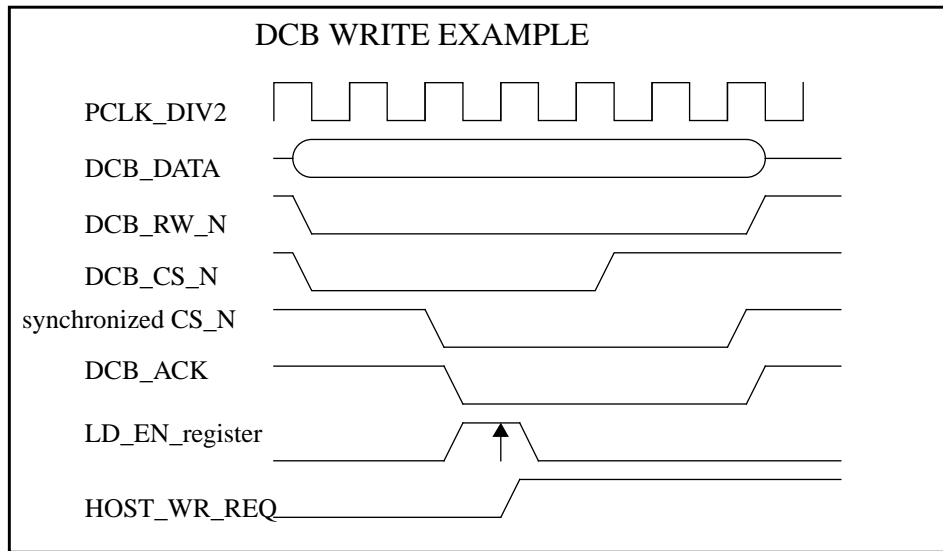 DCB WRITE EXAMPLE
PCLK_DIV2
DCB_DATA
DCB_RW_N
DCB_CS_N
synchronized CS_N
DCB_ACK
LD_EN_register
HOST_WR_REQ